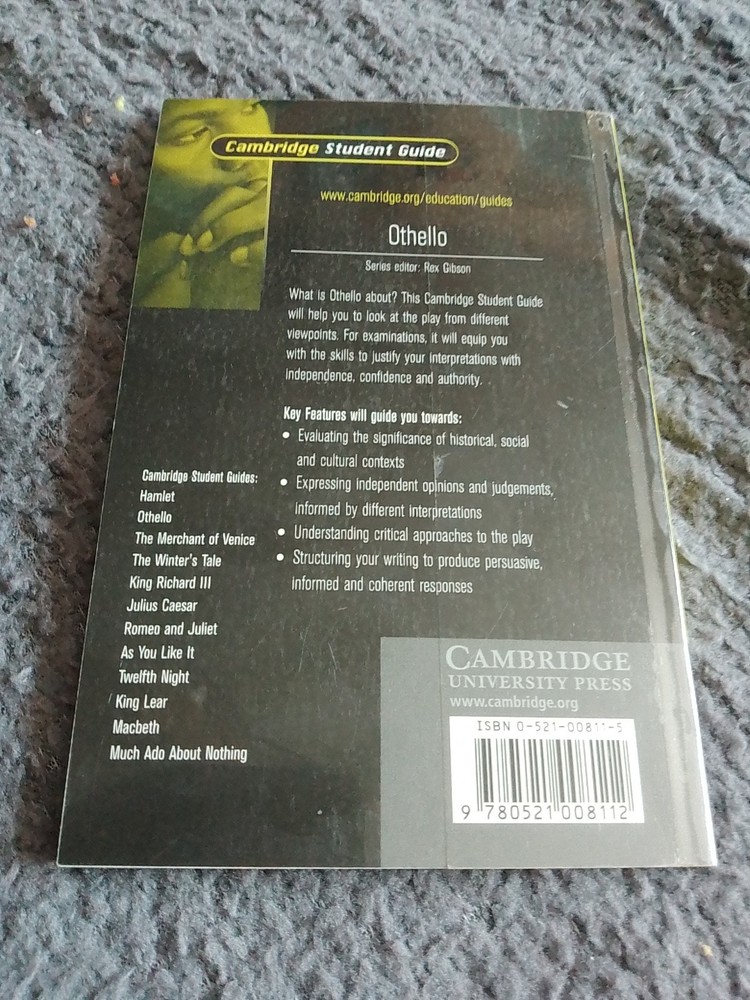 Cambridge Student Guide
www.cambridge.org/education/guides
Othello
Series editor: Rex Gibson
What is Othello about? This Cambridge Student Guide
will help you to look at the play from different
viewpoints. For examinations, it will equip you
with the skills to justify your interpretations with
independence, confidence and authority.
Key Features will guide you towards:
• Evaluating the significance of historical, social
and cultural contexts
• Expressing independent opinions and judgements,
informed by different interpretations
• Understanding critical approaches to the play
• Structuring your writing to produce persuasive,
informed and coherent responses
Cambridge Student Guides:
Hamlet
Othello
The Merchant of Venice
The Winter's Tale
King Richard III
Julius Caesar
Romeo and Juliet
As You Like It
Twelfth Night
King Lear
Macbeth
Much Ado About Nothing
CAMBRIDGE
UNIVERSITY PRESS
www.cambridge.org
ISBN 0-521-00811-5
9 780521 008112